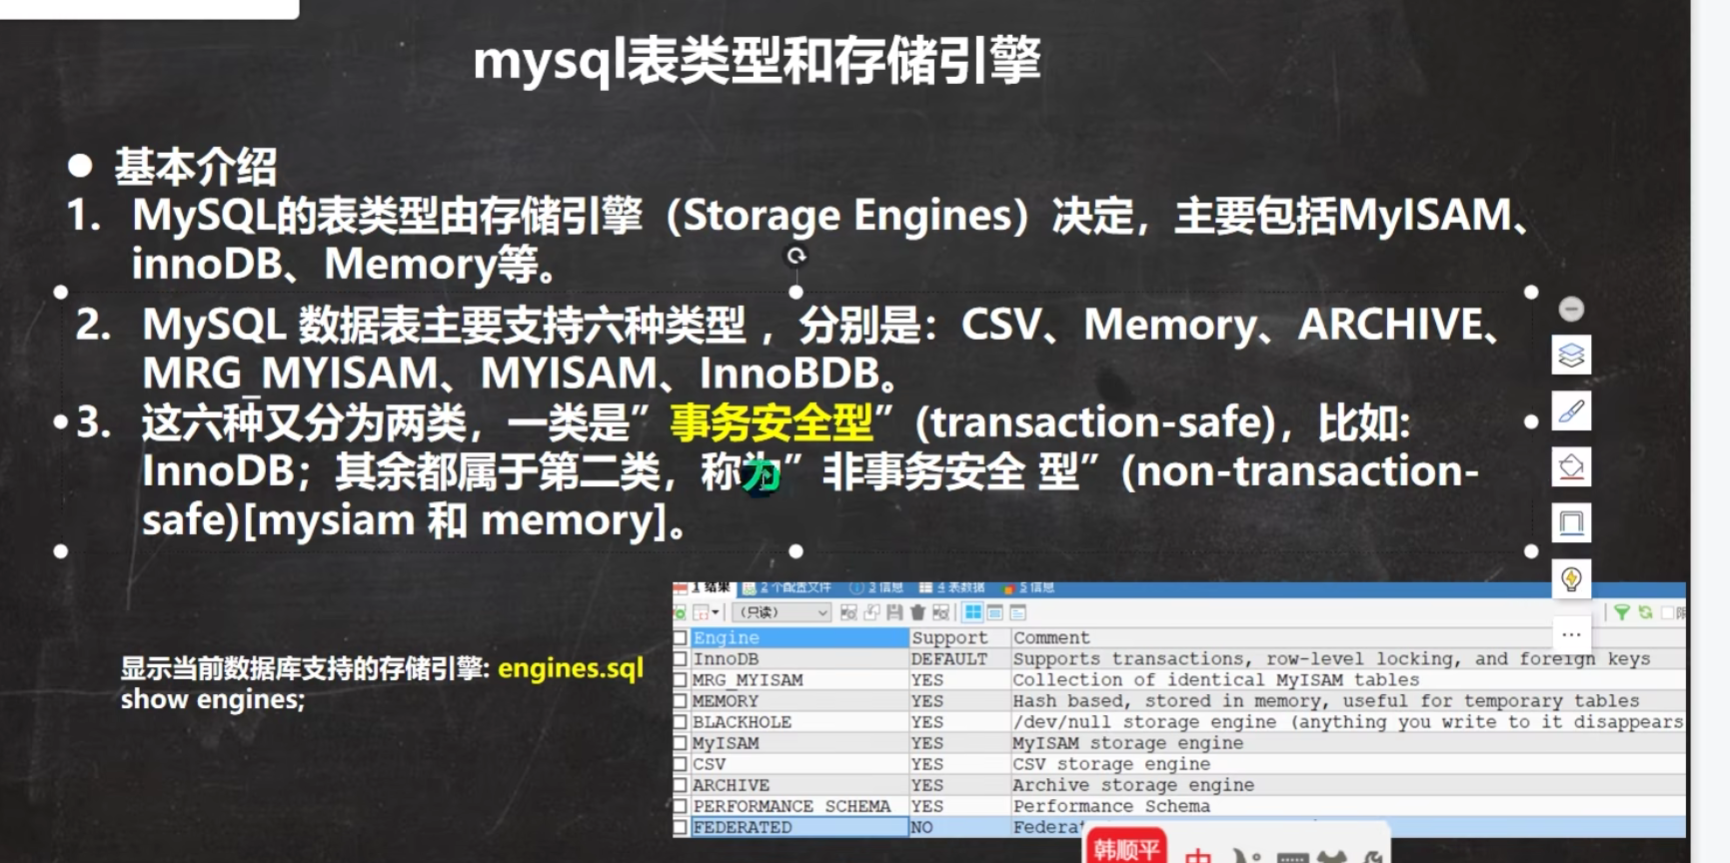 mysql表类型和存储引擎
● 基本介绍
1. MySQL的表类型由存储引擎（Storage Engines）决定，主要包括MyISAM、
innoDB、Memory等。
2. MySQL 数据表主要支持六种类型 ，分别是：CSV、Memory、ARCHIVE、
MRG_MYISAM、MYISAM、InnoBDB。
3. 这六种又分为两类，一类是”事务安全型”(transaction-safe)，比如:
InnoDB；其余都属于第二类，称为”非事务安全 型”(non-transaction-
safe)[mysiam 和 memory]。
显示当前数据库支持的存储引擎: engines.sql
show engines;
1 结果 2 个配置文件 3 信息 4 表数据 5 信息
(只读)
Engine Support Comment
InnoDB DEFAULT Supports transactions, row-level locking, and foreign keys
MRG_MYISAM YES Collection of identical MyISAM tables
MEMORY YES Hash based, stored in memory, useful for temporary tables
BLACKHOLE YES /dev/null storage engine (anything you write to it disappears
MyISAM YES MyISAM storage engine
CSV YES CSV storage engine
ARCHIVE YES Archive storage engine
PERFORMANCE_SCHEMA YES Performance Schema
FEDERATED NO
韩顺平 中